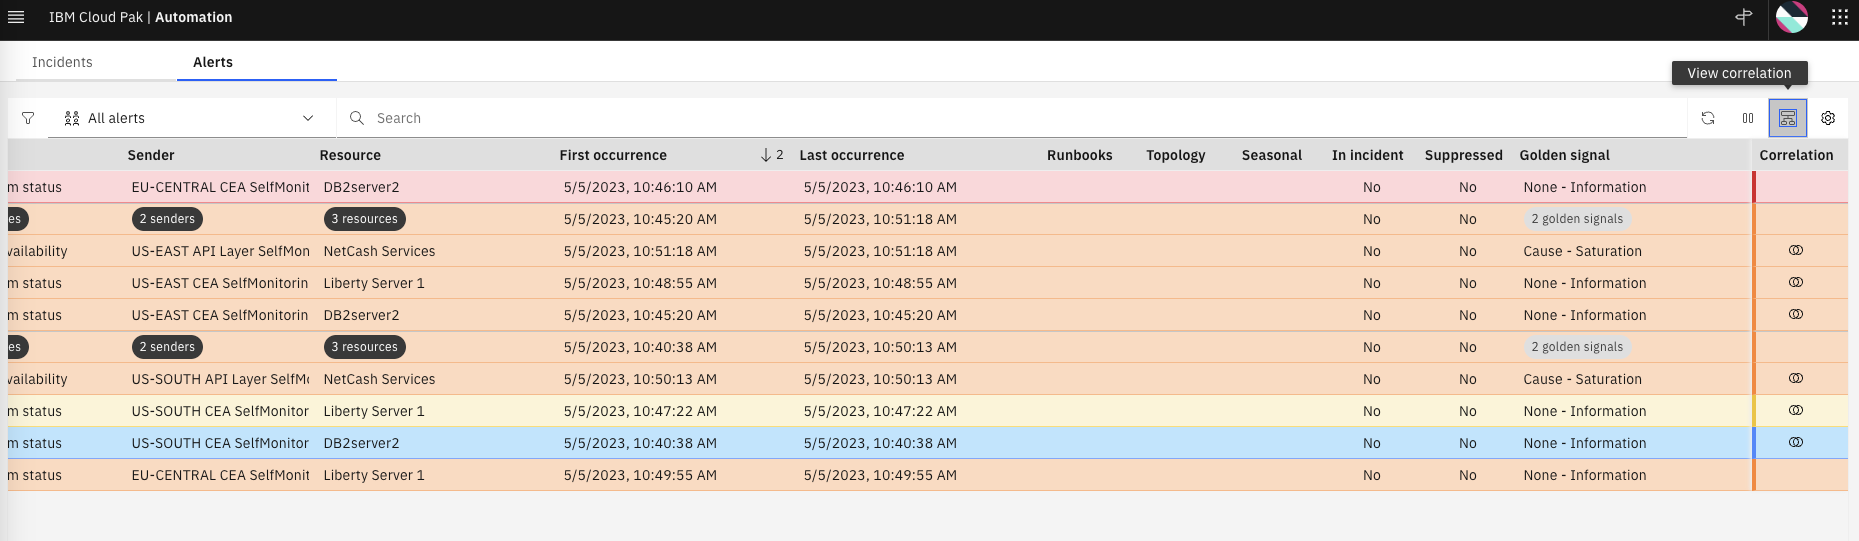 IBM Cloud Pak | Automation
Incidents Alerts
View correlation
All alerts Search
Sender Resource First occurrence 2 Last occurrence Runbooks Topology Seasonal In incident Suppressed Golden signal Correlation
m status EU-CENTRAL CEA SelfMonit DB2server2 5/5/2023, 10:46:10 AM 5/5/2023, 10:46:10 AM No No None - Information
es 2 senders 3 resources 5/5/2023, 10:45:20 AM 5/5/2023, 10:51:18 AM No No 2 golden signals
vailability US-EAST API Layer SelfMon NetCash Services 5/5/2023, 10:51:18 AM 5/5/2023, 10:51:18 AM No No Cause - Saturation
m status US-EAST CEA SelfMonitorin Liberty Server 1 5/5/2023, 10:48:55 AM 5/5/2023, 10:48:55 AM No No None - Information
m status US-EAST CEA SelfMonitorin DB2server2 5/5/2023, 10:45:20 AM 5/5/2023, 10:45:20 AM No No None - Information
es 2 senders 3 resources 5/5/2023, 10:40:38 AM 5/5/2023, 10:50:13 AM No No 2 golden signals
vailability US-SOUTH API Layer SelfM NetCash Services 5/5/2023, 10:50:13 AM 5/5/2023, 10:50:13 AM No No Cause - Saturation
m status US-SOUTH CEA SelfMonitor Liberty Server 1 5/5/2023, 10:47:22 AM 5/5/2023, 10:47:22 AM No No None - Information
m status US-SOUTH CEA SelfMonitor DB2server2 5/5/2023, 10:40:38 AM 5/5/2023, 10:40:38 AM No No None - Information
m status EU-CENTRAL CEA SelfMonit Liberty Server 1 5/5/2023, 10:49:55 AM 5/5/2023, 10:49:55 AM No No None - Information